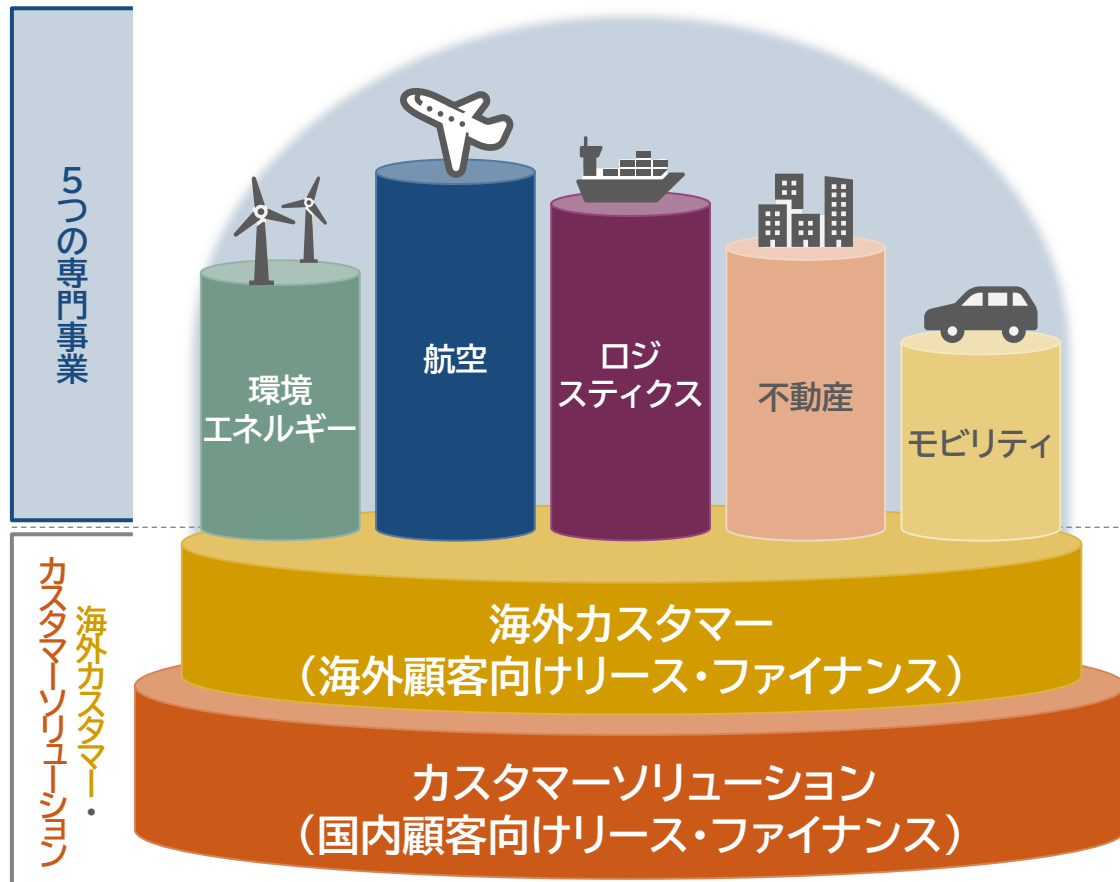 5つの専門事業
環境
エネルギー
航空
ロジ
スティクス
不動産
モビリティ
海外カスタマー・
カスタマーソリューション
海外カスタマー
（海外顧客向けリース・ファイナンス）
カスタマーソリューション
（国内顧客向けリース・ファイナンス）